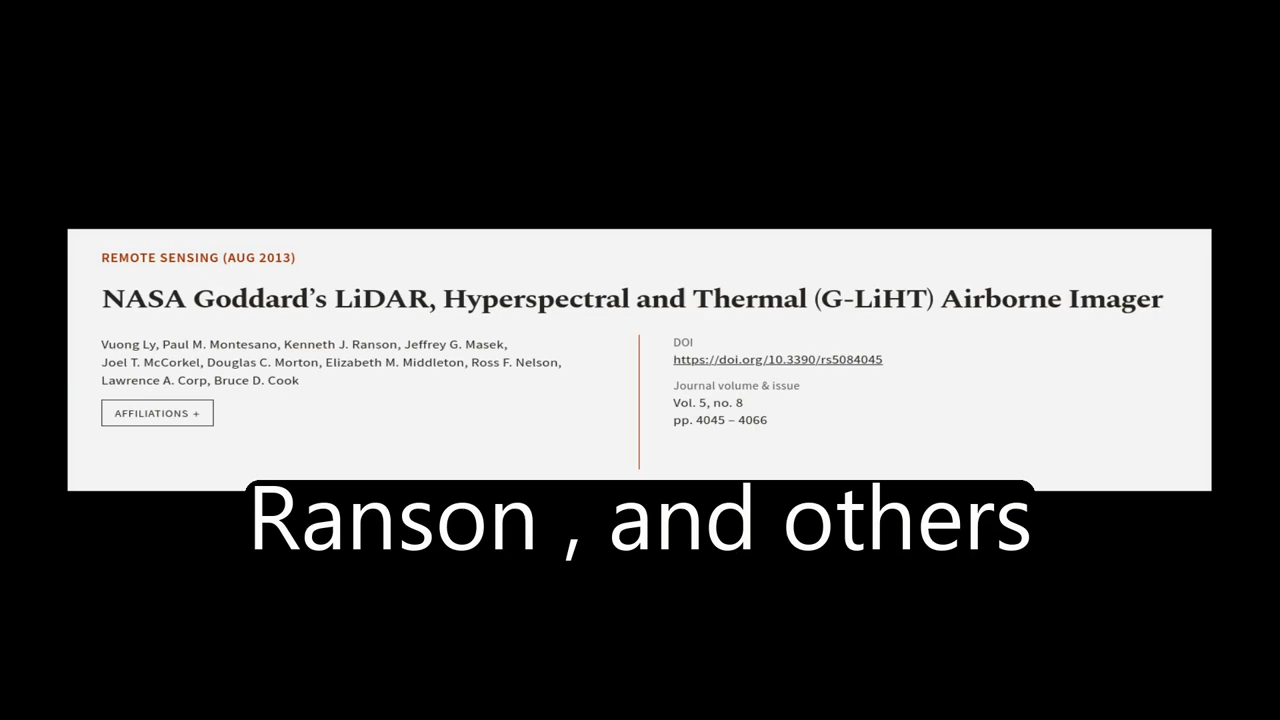 REMOTE SENSING (AUG 2013)
NASA Goddard’s LiDAR, Hyperspectral and Thermal (G-LiHT) Airborne Imager
Vuong Ly, Paul M. Montesano, Kenneth J. Ranson, Jeffrey G. Masek,
Joel T. McCorkel, Douglas C. Morton, Elizabeth M. Middleton, Ross F. Nelson,
Lawrence A. Corp, Bruce D. Cook
AFFILIATIONS +
DOI
https://doi.org/10.3390/rs5084045
Journal volume & issue
Vol. 5, no. 8
pp. 4045 – 4066
Ranson , and others